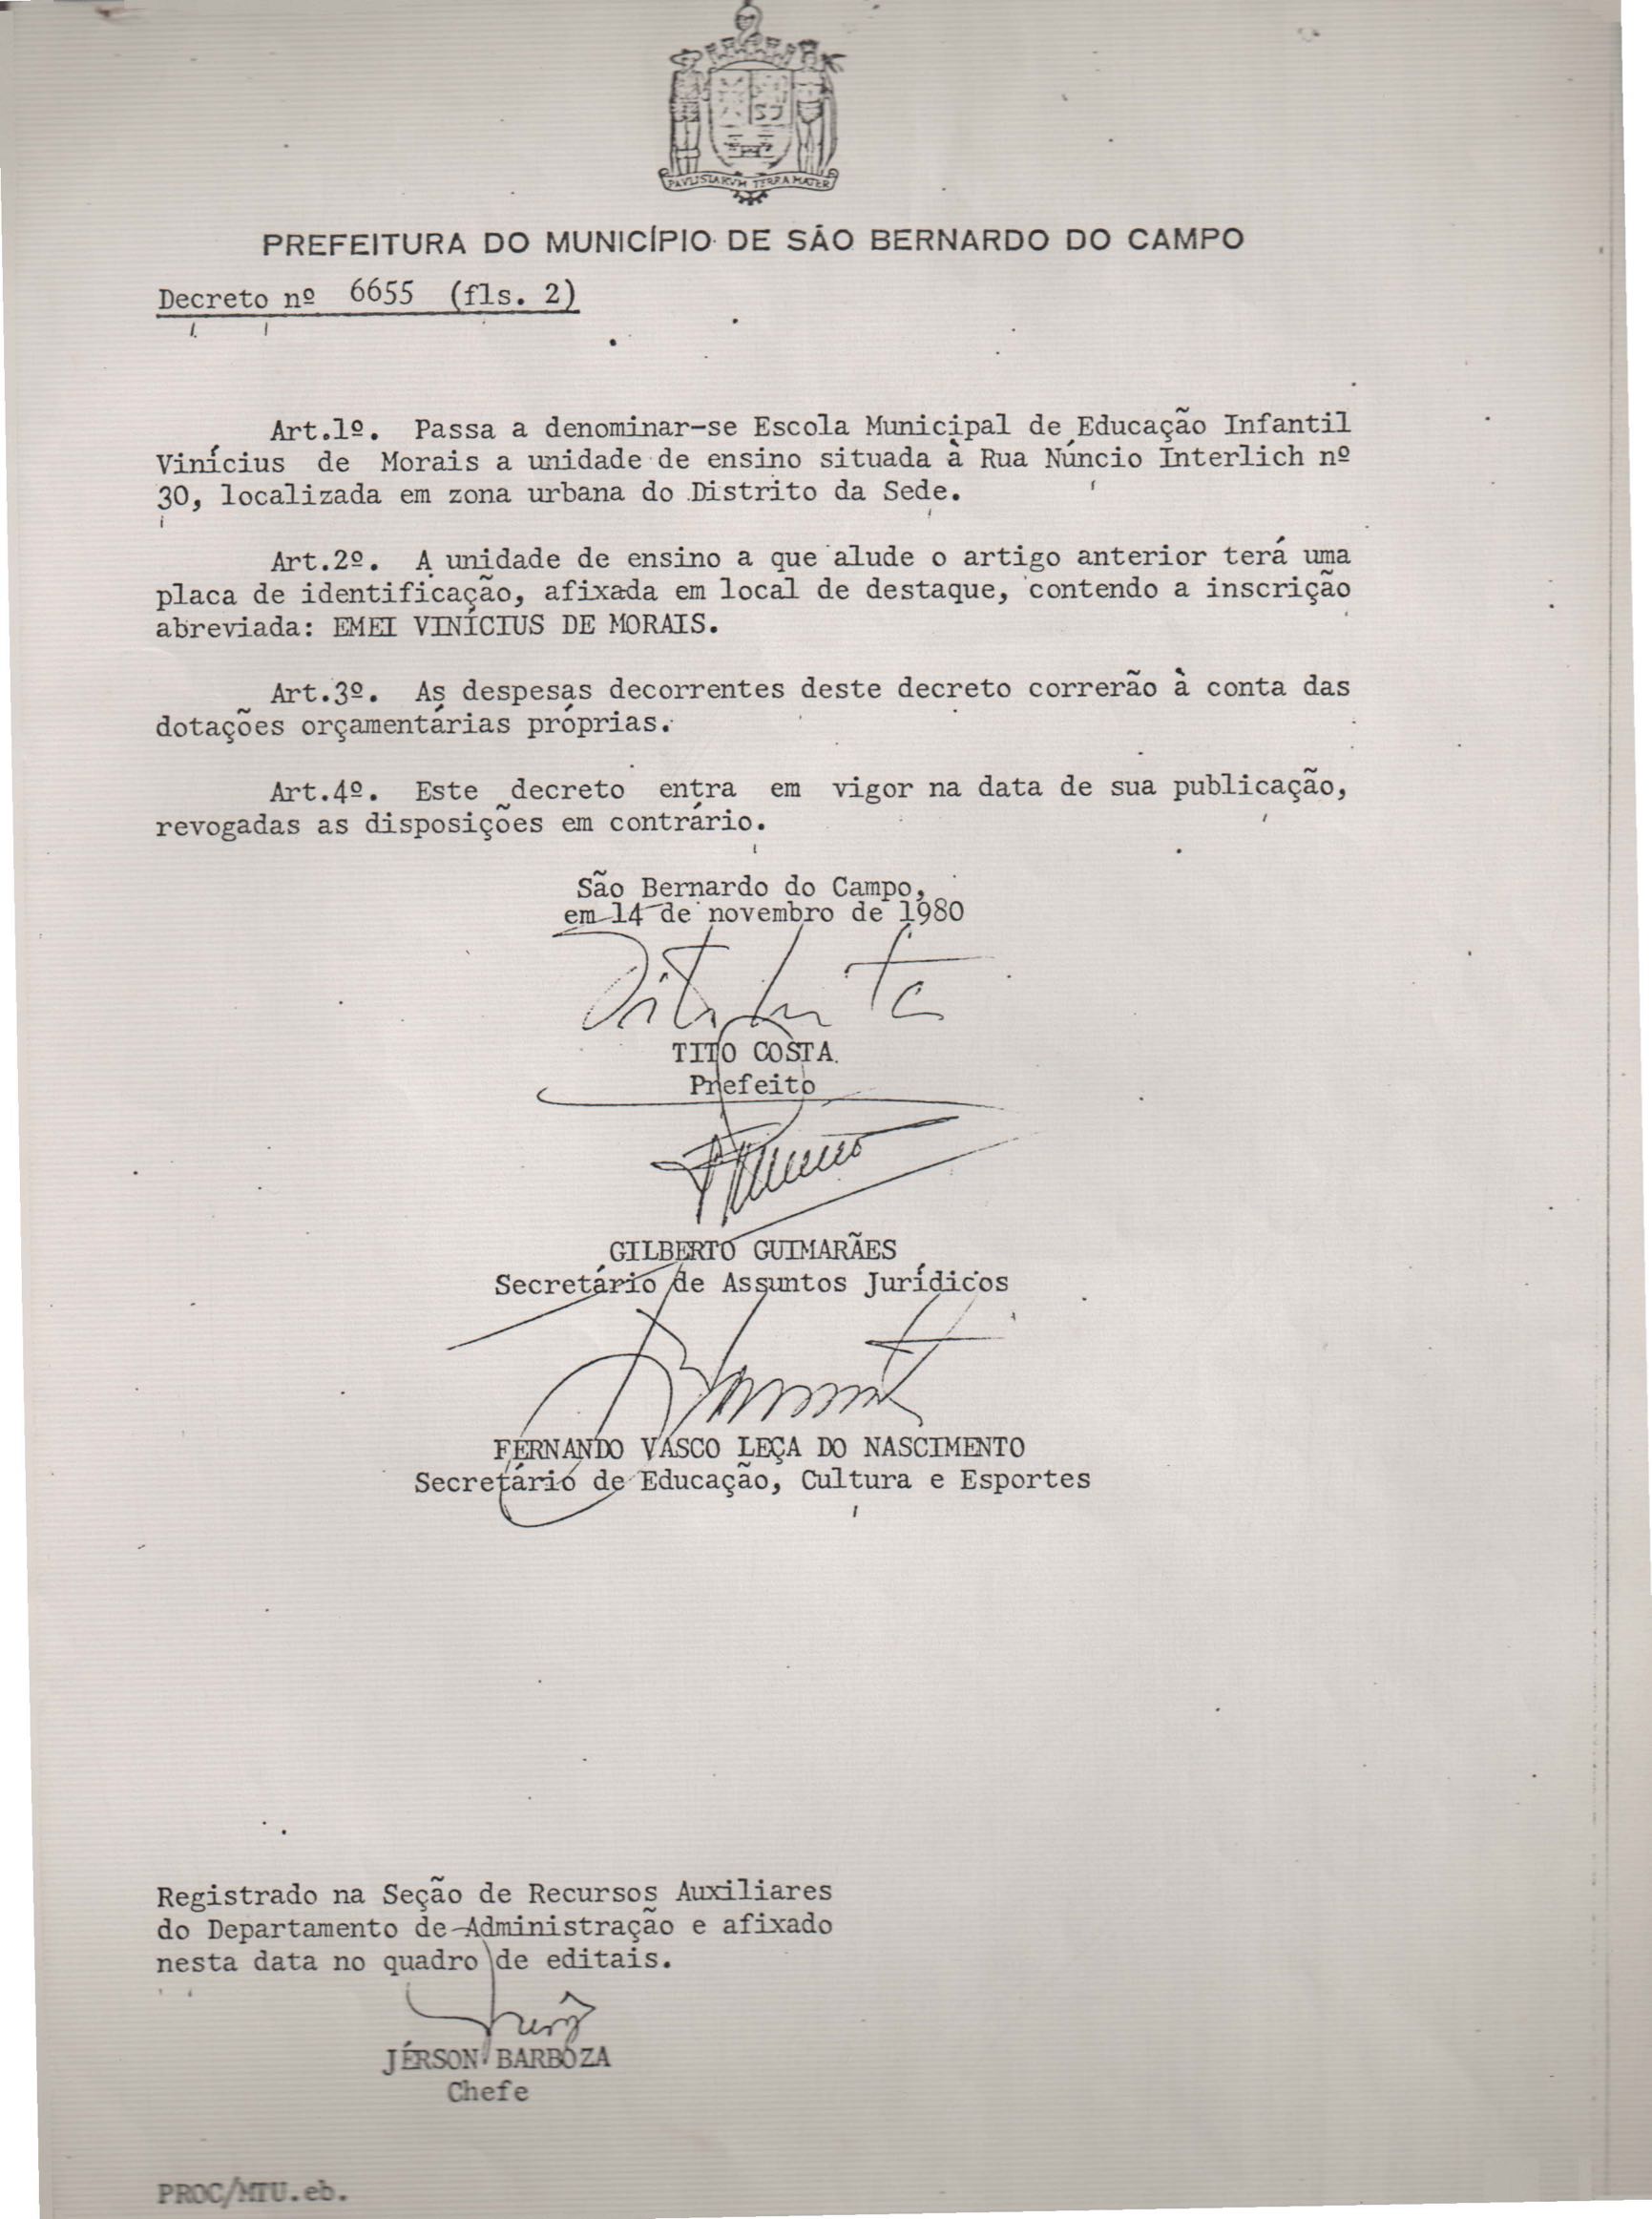 PAVLISTARVM TERRA MATER
PREFEITURA DO MUNICÍPIO DE SÃO BERNARDO DO CAMPO
Decreto nº 6655 (fls. 2)
Art.1º. Passa a denominar-se Escola Municipal de Educação Infantil
Vinícius de Morais a unidade de ensino situada à Rua Núncio Interlich nº
30, localizada em zona urbana do Distrito da Sede.
Art.2º. A unidade de ensino a que alude o artigo anterior terá uma
placa de identificação, afixada em local de destaque, contendo a inscrição
abreviada: EMEI VINÍCIUS DE MORAIS.
Art.3º. As despesas decorrentes deste decreto correrão à conta das
dotações orçamentárias próprias.
Art.4º. Este decreto entra em vigor na data de sua publicação,
revogadas as disposições em contrário.
São Bernardo do Campo,
em 14 de novembro de 1980
TITO COSTA
Prefeito
GILBERTO GUIMARÃES
Secretário de Assuntos Jurídicos
FERNANDO VASCO LEÇA DO NASCIMENTO
Secretário de Educação, Cultura e Esportes
Registrado na Seção de Recursos Auxiliares
do Departamento de Administração e afixado
nesta data no quadro de editais.
JÉRSON BARBOZA
Chefe
PROC/MTU.eb.